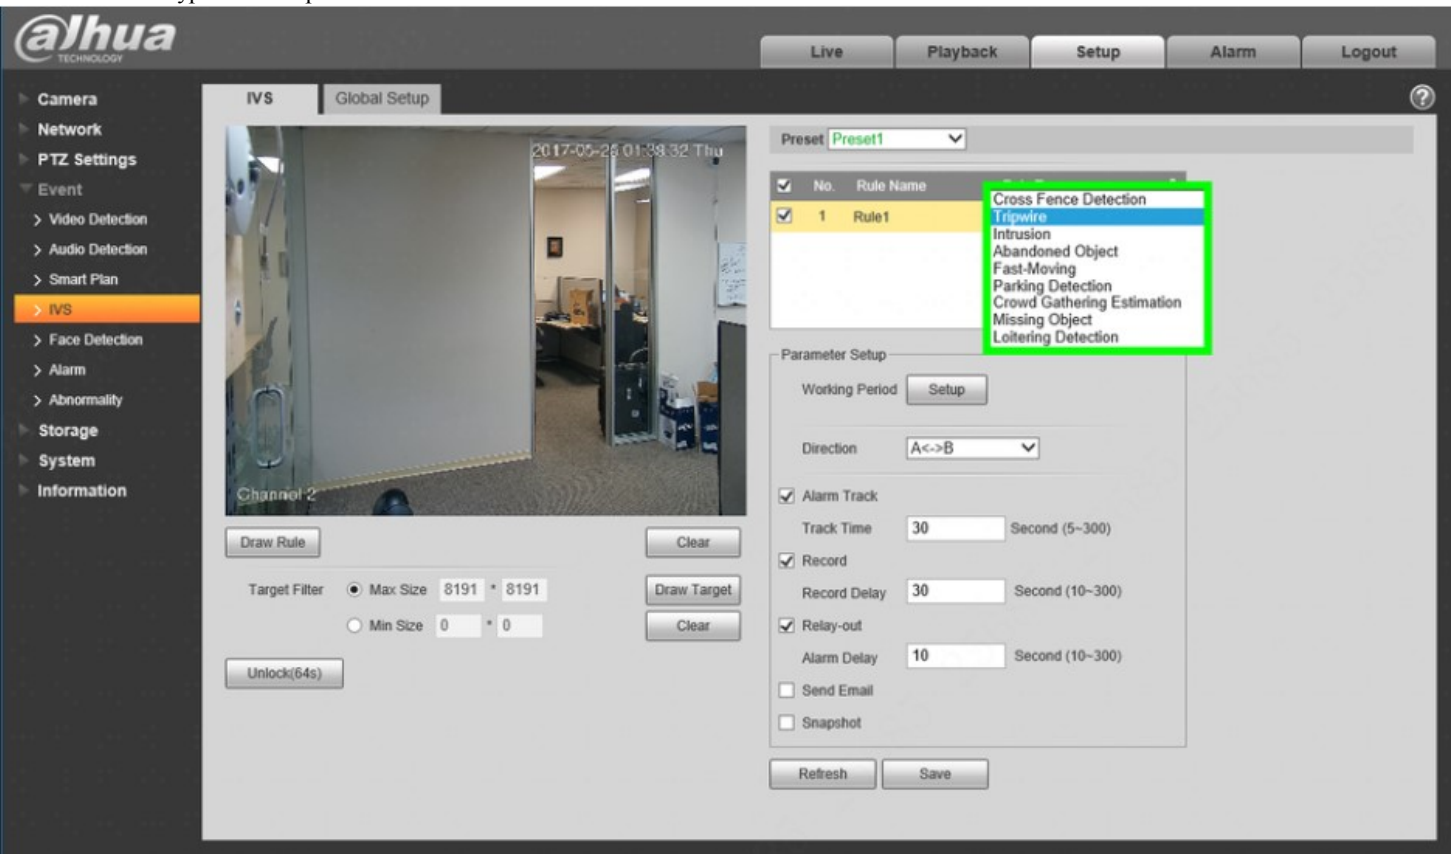 alhua
TECHNOLOGY
Live Playback Setup Alarm Logout
Camera
Network
PTZ Settings
Event
Video Detection
Audio Detection
Smart Plan
IVS
Face Detection
Alarm
Abnormality
Storage
System
Information
IVS Global Setup
2017-05-26 01:38:32 Thu
Channel 2
Draw Rule Clear
Target Filter Max Size 8191 * 8191 Draw Target
Min Size 0 * 0 Clear
Unlock(64s)
Preset Preset1
No. Rule Name
1 Rule1
Cross Fence Detection
Tripwire
Intrusion
Abandoned Object
Fast-Moving
Parking Detection
Crowd Gathering Estimation
Missing Object
Loitering Detection
Parameter Setup
Working Period Setup
Direction A<->B
Alarm Track
Track Time 30 Second (5~300)
Record
Record Delay 30 Second (10~300)
Relay-out
Alarm Delay 10 Second (10~300)
Send Email
Snapshot
Refresh Save